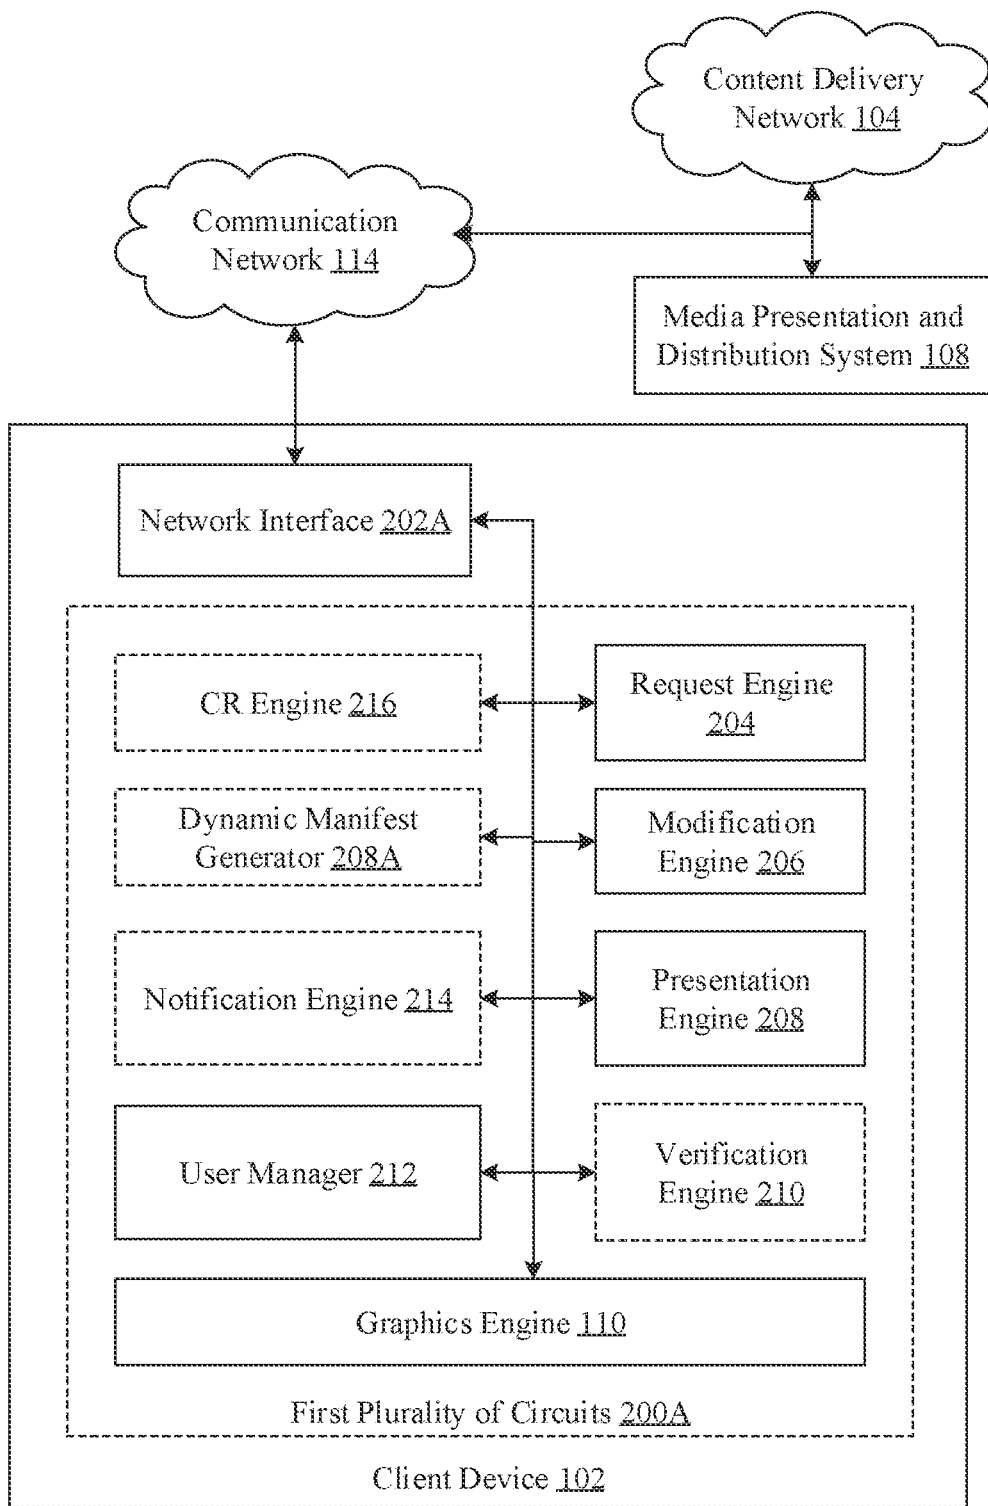 Content Delivery
Network 104
Communication
Network 114
Media Presentation and
Distribution System 108
Network Interface 202A
CR Engine 216
Request Engine
204
Dynamic Manifest
Generator 208A
Modification
Engine 206
Notification Engine 214
Presentation
Engine 208
User Manager 212
Verification
Engine 210
Graphics Engine 110
First Plurality of Circuits 200A
Client Device 102